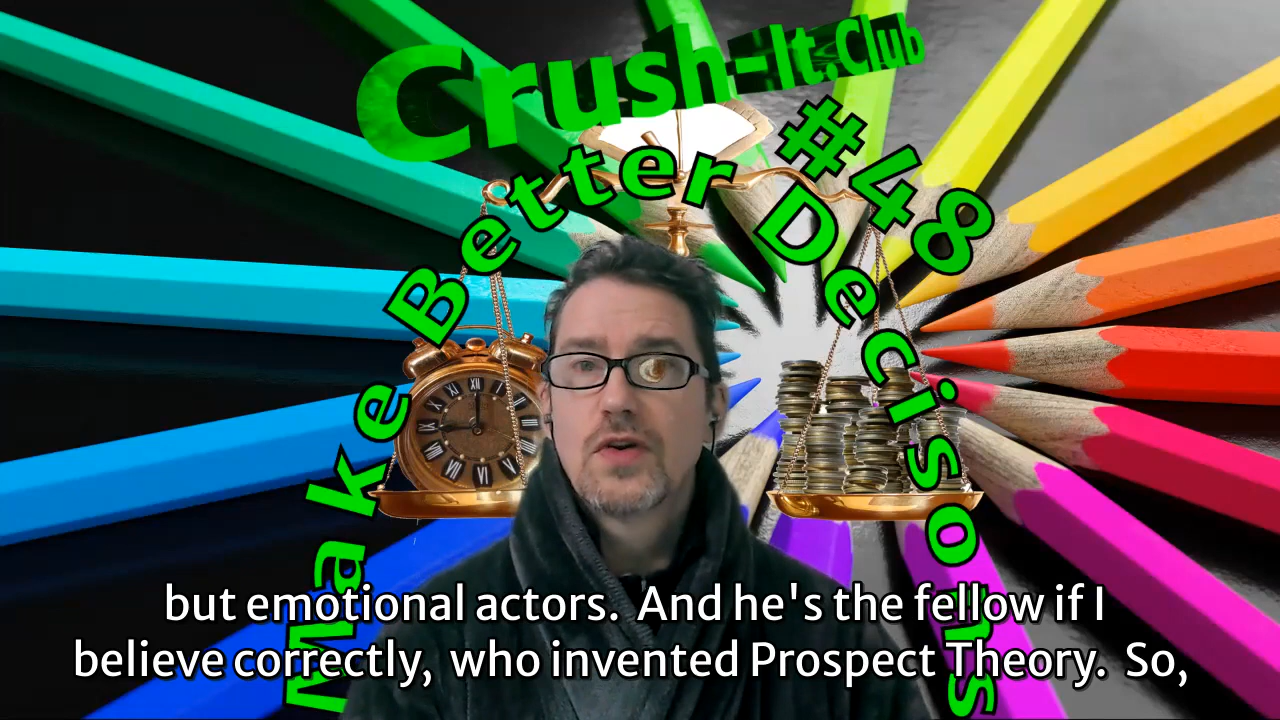 Crush-It.Club
#48
Make Better Decisons
but emotional actors. And he's the fellow if I
believe correctly, who invented Prospect Theory. So,